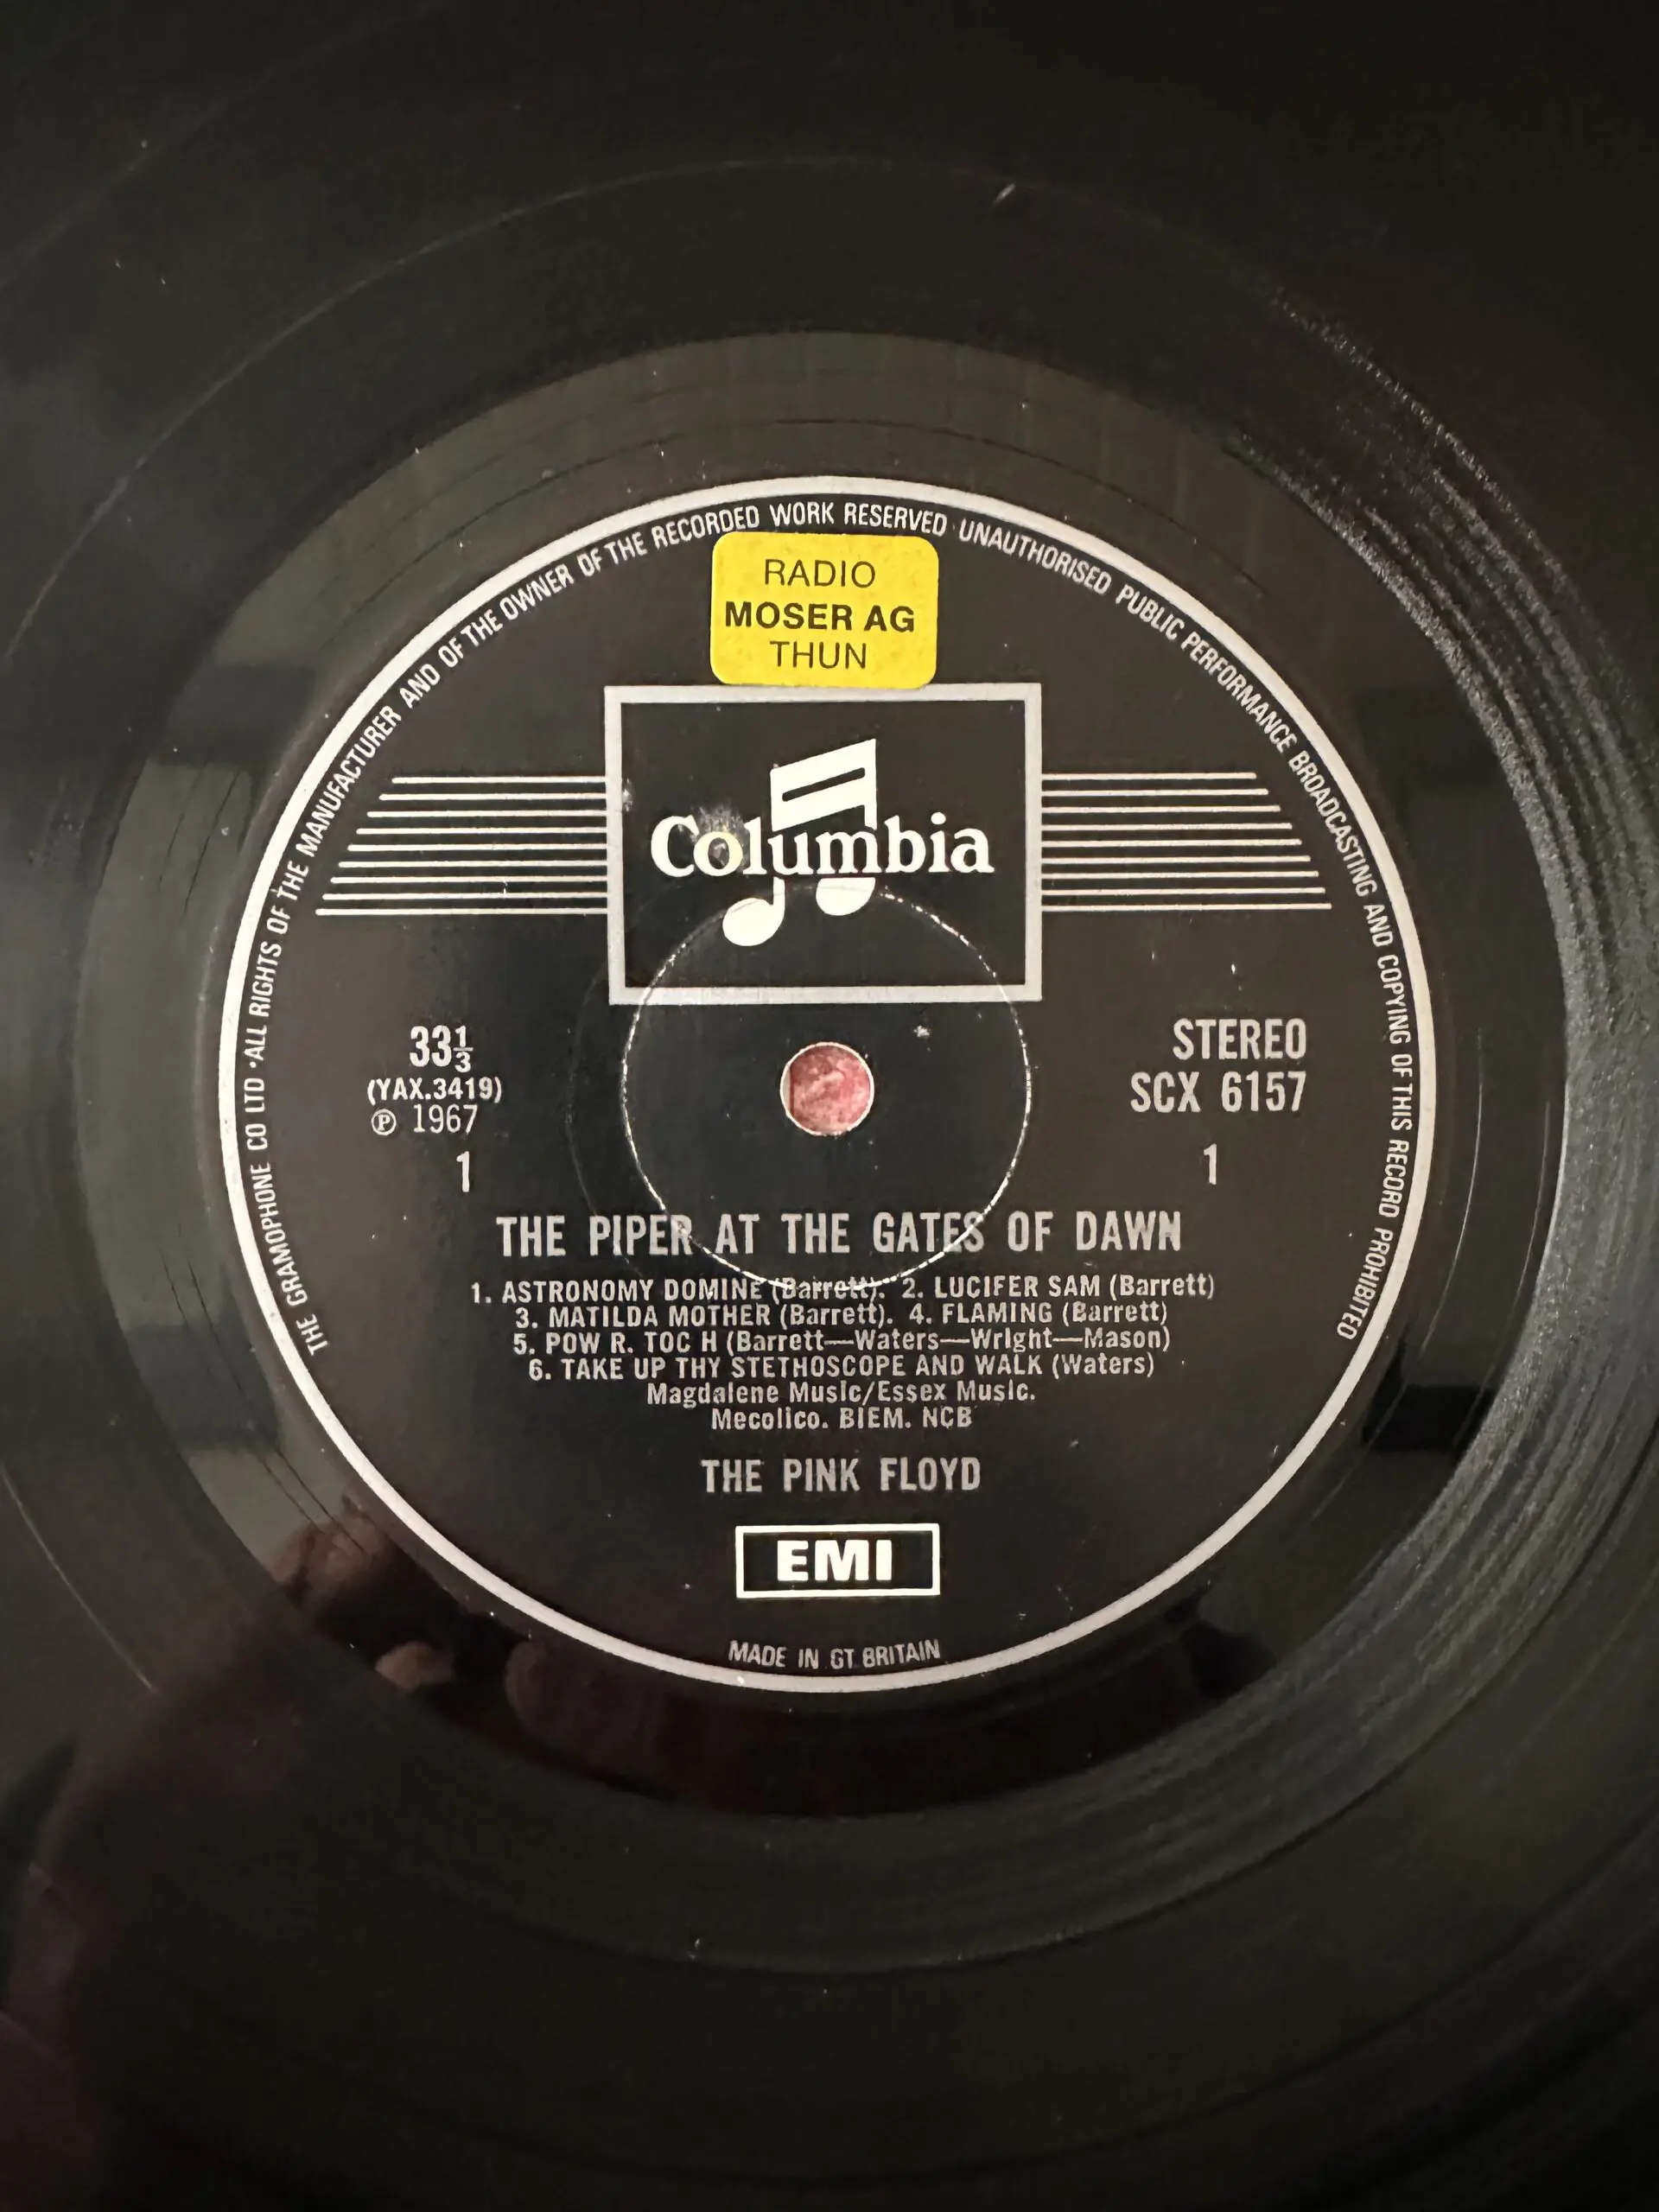 THE GRAMOPHONE CO LTD · ALL RIGHTS OF THE MANUFACTURER AND OF THE OWNER OF THE RECORDED WORK RESERVED · UNAUTHORISED PUBLIC PERFORMANCE BROADCASTING AND COPYING OF THIS RECORD PROHIBITED
RADIO
MOSER AG
THUN
Columbia
33⅓
(YAX.3419)
Ⓟ 1967
1
STEREO
SCX 6157
1
THE PIPER AT THE GATES OF DAWN
1. ASTRONOMY DOMINE (Barrett). 2. LUCIFER SAM (Barrett)
3. MATILDA MOTHER (Barrett). 4. FLAMING (Barrett)
5. POW R. TOC H (Barrett—Waters—Wright—Mason)
6. TAKE UP THY STETHOSCOPE AND WALK (Waters)
Magdalene Music/Essex Music.
Mecolico. BIEM. NCB
THE PINK FLOYD
EMI
MADE IN GT BRITAIN